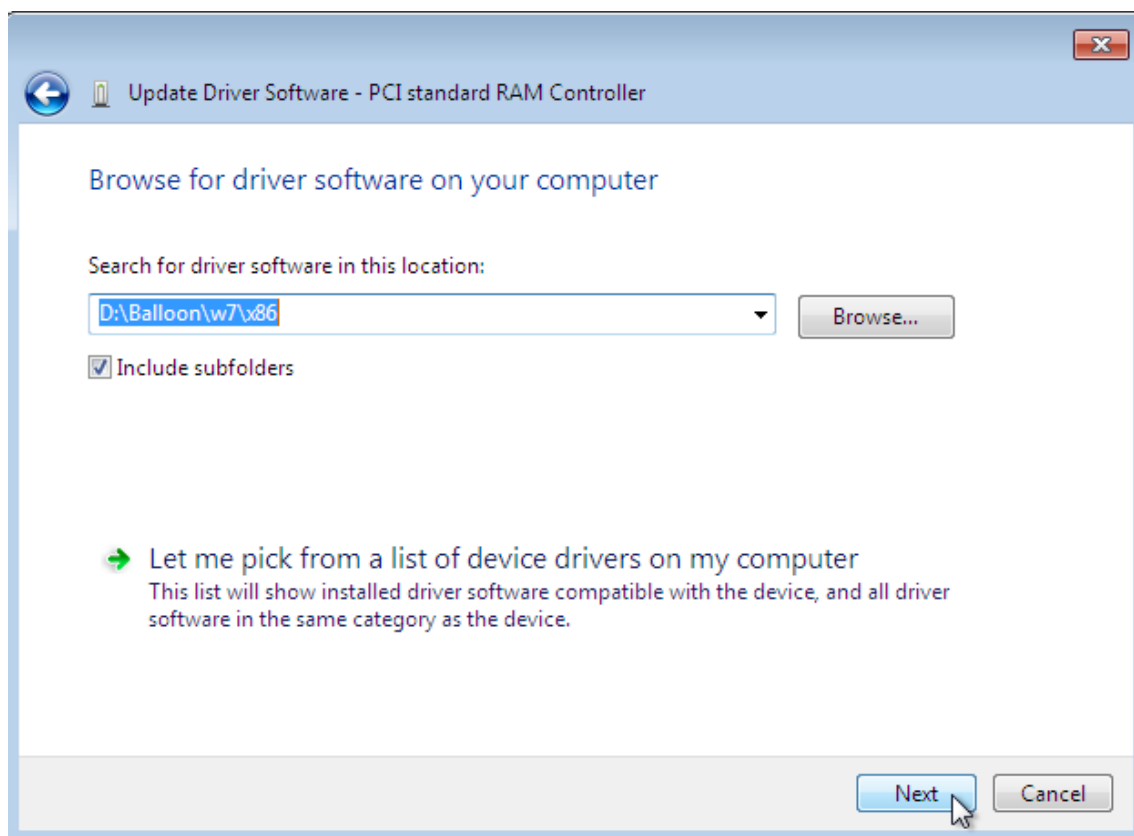 Update Driver Software - PCI standard RAM Controller
Browse for driver software on your computer
Search for driver software in this location:
D:\Balloon\w7\x86
Browse...
Include subfolders
Let me pick from a list of device drivers on my computer
This list will show installed driver software compatible with the device, and all driver
software in the same category as the device.
Next
Cancel